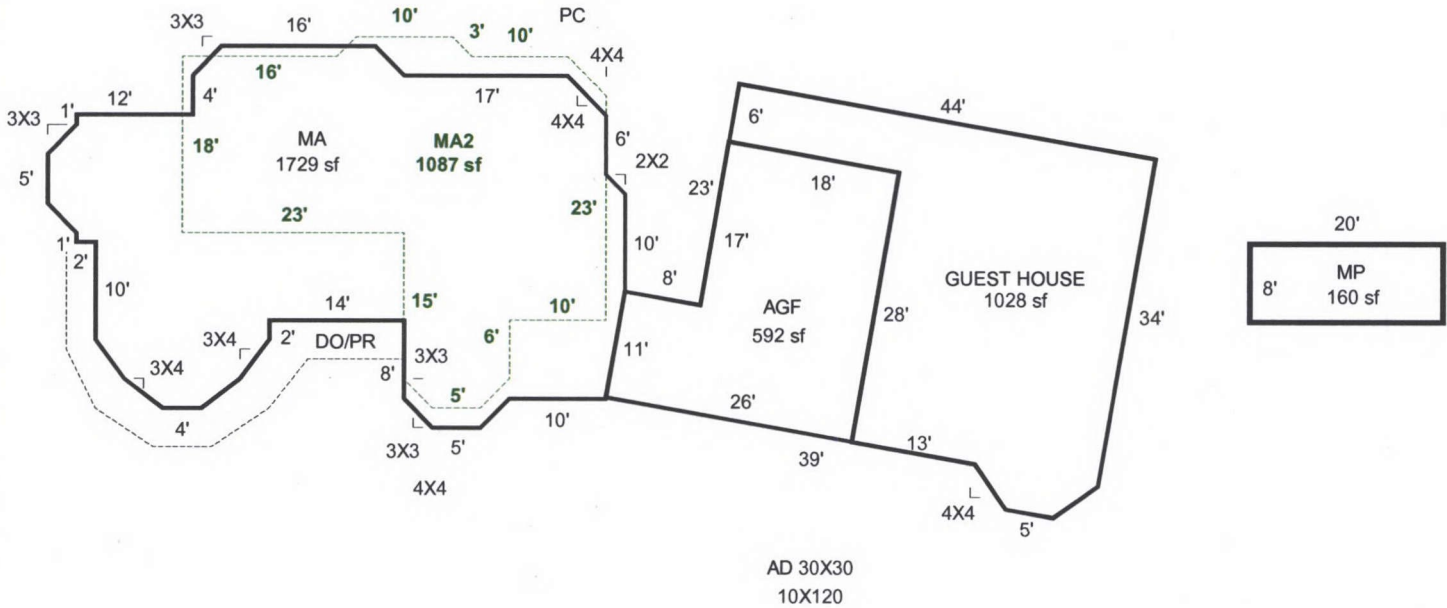 10'
PC
16'
3X3
3'
10'
4X4
16'
17'
44'
12'
4'
1'
3X3
4X4
6'
6'
18'
MA
1729 sf
MA2
1087 sf
2X2
5'
23'
18'
23'
23'
17'
20'
1'
2'
10'
10'
8'
GUEST HOUSE
1028 sf
8'
MP
160 sf
14'
15'
10'
AGF
592 sf
28'
34'
3X4
2'
DO/PR
6'
11'
3X4
8'
3X3
5'
26'
4'
10'
13'
3X3
5'
39'
4X4
4X4
5'
AD 30X30
10X120